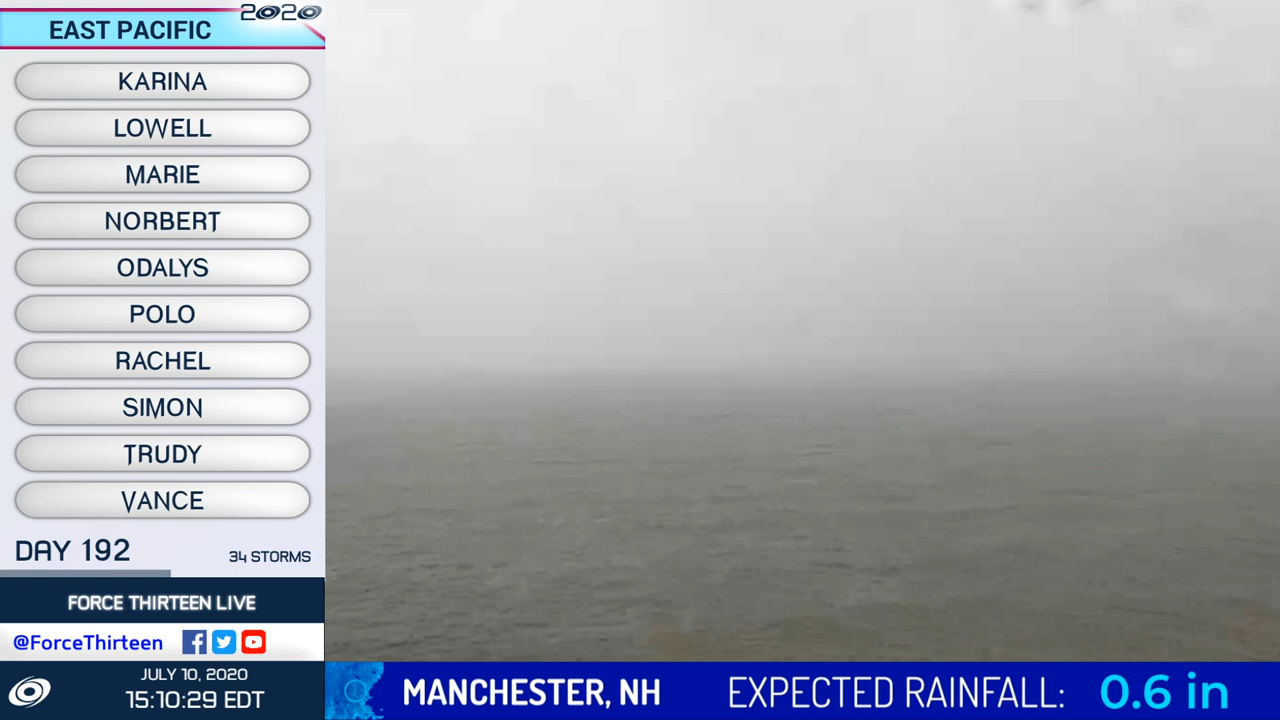 2020
EAST PACIFIC
KARINA
LOWELL
MARIE
NORBERT
ODALYS
POLO
RACHEL
SIMON
TRUDY
VANCE
DAY 192
34 STORMS
FORCE THIRTEEN LIVE
@ForceThirteen
JULY 10, 2020
15:10:29 EDT
MANCHESTER, NH
EXPECTED RAINFALL: 0.6 in